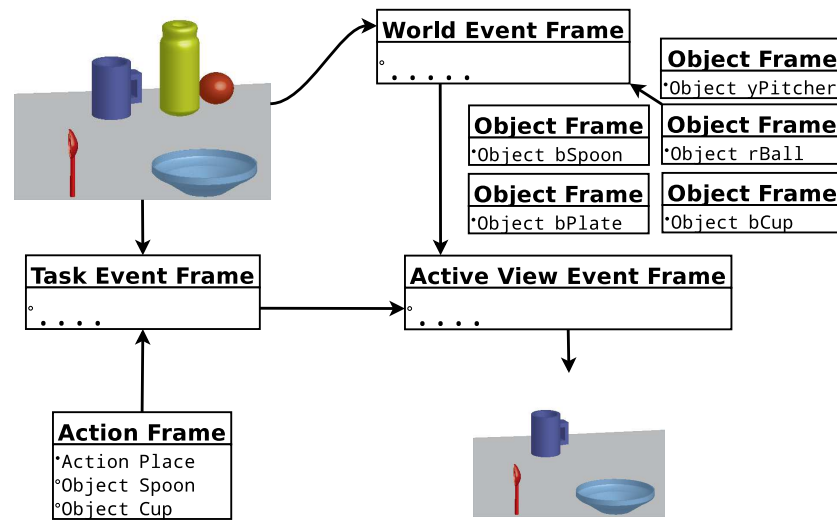 World Event Frame
Object Frame
•Object yPitcher
Object Frame
•Object bSpoon
Object Frame
•Object rBall
Object Frame
•Object bPlate
Object Frame
•Object bCup
Task Event Frame
Active View Event Frame
Action Frame
•Action Place
°Object Spoon
°Object Cup